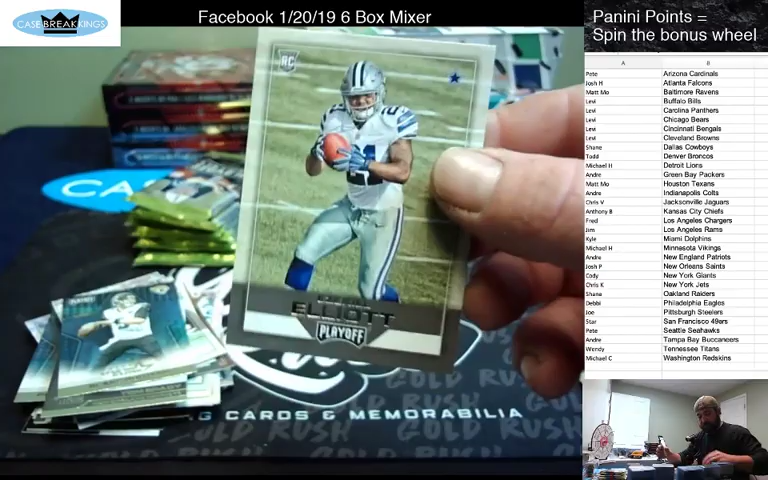 Facebook 1/20/19 6 Box Mixer
CASE BREAK KINGS
Panini Points =
Spin the bonus wheel
A B
Pete Arizona Cardinals
Josh H Atlanta Falcons
Matt Mo Baltimore Ravens
Levi Buffalo Bills
Levi Carolina Panthers
Levi Chicago Bears
Levi Cincinnati Bengals
Levi Cleveland Browns
Shane Dallas Cowboys
Todd Denver Broncos
Michael H Detroit Lions
Andre Green Bay Packers
Matt Mo Houston Texans
Andre Indianapolis Colts
Chris V Jacksonville Jaguars
Anthony B Kansas City Chiefs
Fred Los Angeles Chargers
Jim Los Angeles Rams
Kyle Miami Dolphins
Michael H Minnesota Vikings
Andre New England Patriots
Josh P New Orleans Saints
Cody New York Giants
Chris K New York Jets
Shane Oakland Raiders
Debbi Philadelphia Eagles
Joe Pittsburgh Steelers
Star San Francisco 49ers
Pete Seattle Seahawks
Andre Tampa Bay Buccaneers
Wendy Tennessee Titans
Michael C Washington Redskins
RC
21
ELLIOTT
PLAYOFF
CAS
G CARDS & MEMORABILIA
GOLD RUSH
GOLD RUSH